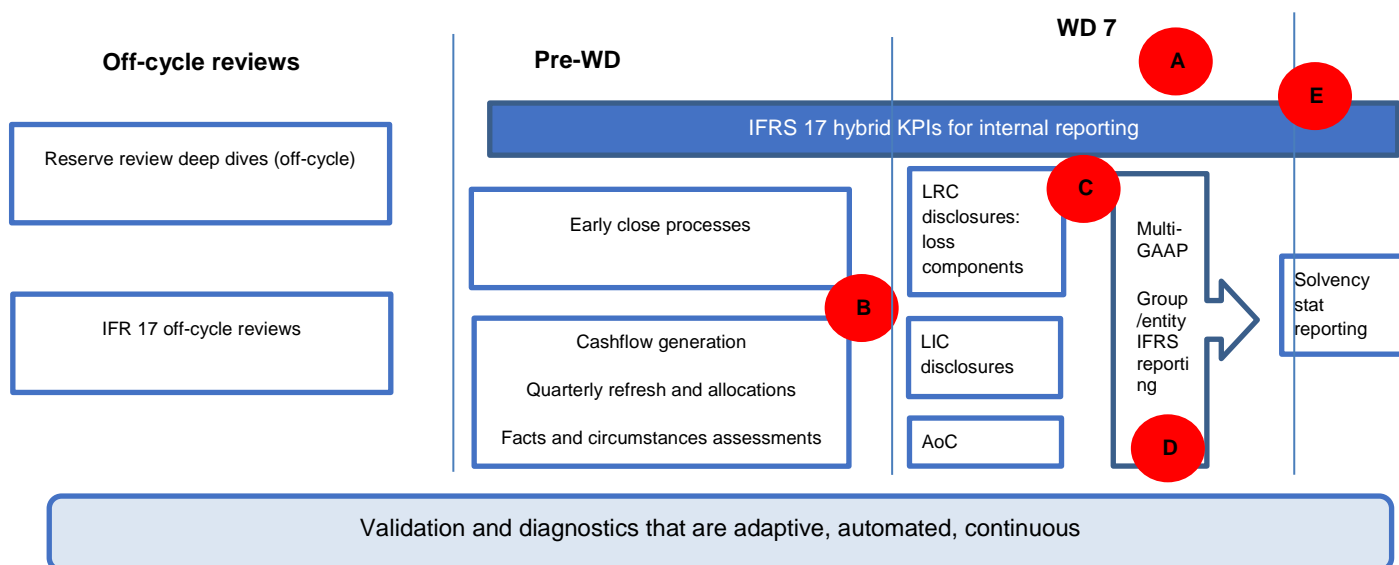 Off-cycle reviews
Pre-WD
WD 7
A
E
IFRS 17 hybrid KPIs for internal reporting
Reserve review deep dives (off-cycle)
IFR 17 off-cycle reviews
Early close processes
B
Cashflow generation
Quarterly refresh and allocations
Facts and circumstances assessments
LRC
disclosures:
loss
components
C
LIC
disclosures
AoC
Multi-
GAAP
Group
/entity
IFRS
reporti
ng
D
Solvency
stat
reporting
Validation and diagnostics that are adaptive, automated, continuous